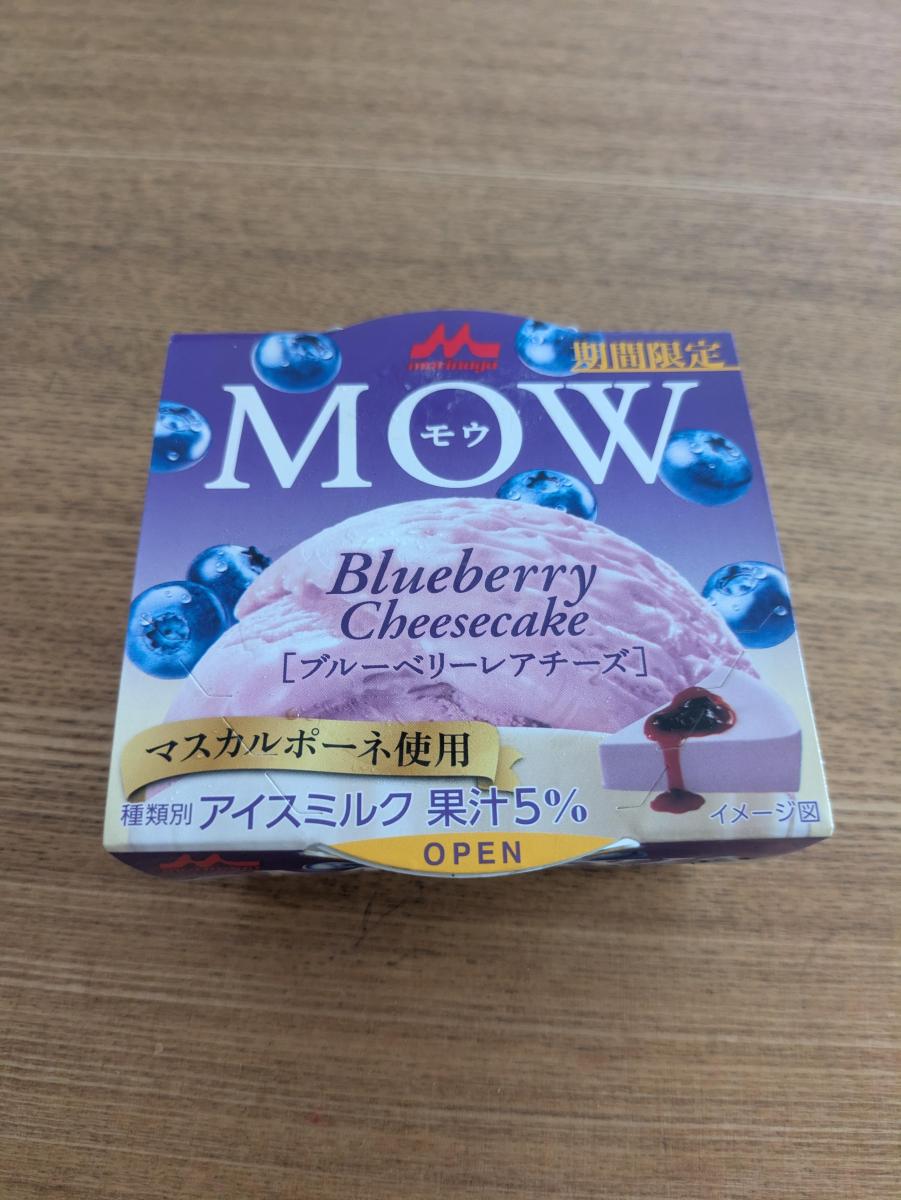 morinaga
期間限定
MOW
モウ
Blueberry
Cheesecake
[ブルーベリーレアチーズ]
マスカルポーネ使用
種類別 アイスミルク 果汁5%
イメージ図
OPEN